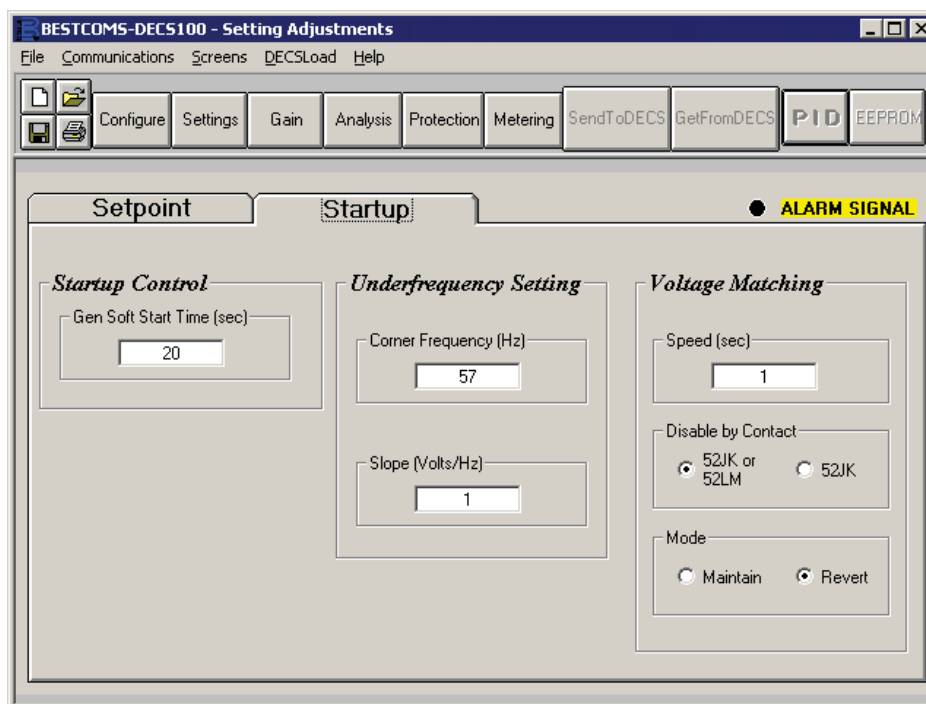 BESTCOMS-DECS100 - Setting Adjustments
File Communications Screens DECSLoad Help
Configure Settings Gain Analysis Protection Metering SendToDECS GetFromDECS PID EEPROM
Setpoint Startup ALARM SIGNAL
Startup Control
Gen Soft Start Time (sec)
20
Underfrequency Setting
Corner Frequency (Hz)
57
Slope (Volts/Hz)
1
Voltage Matching
Speed (sec)
1
Disable by Contact
52JK or
52LM
52JK
Mode
Maintain Revert